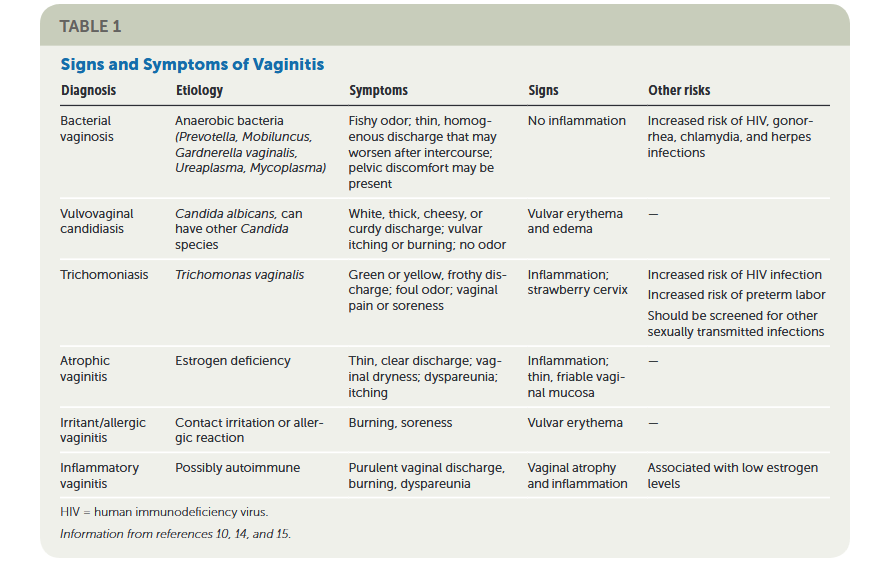 TABLE 1
Signs and Symptoms of Vaginitis
Diagnosis Etiology Symptoms Signs Other risks
Bacterial Anaerobic bacteria Fishy odor; thin, homog- No inflammation Increased risk of HIV, gonor-
vaginosis (Prevotella, Mobiluncus, enous discharge that may rhea, chlamydia, and herpes
Gardnerella vaginalis, worsen after intercourse; infections
Ureaplasma, Mycoplasma) pelvic discomfort may be
present
Vulvovaginal Candida albicans, can White, thick, cheesy, or Vulvar erythema —
candidiasis have other Candida curdy discharge; vulvar and edema
species itching or burning; no odor
Trichomoniasis Trichomonas vaginalis Green or yellow, frothy dis- Inflammation; Increased risk of HIV infection
charge; foul odor; vaginal strawberry cervix Increased risk of preterm labor
pain or soreness Should be screened for other
sexually transmitted infections
Atrophic Estrogen deficiency Thin, clear discharge; vag- Inflammation; —
vaginitis inal dryness; dyspareunia; thin, friable vagi-
itching nal mucosa
Irritant/allergic Contact irritation or aller- Burning, soreness Vulvar erythema —
vaginitis gic reaction
Inflammatory Possibly autoimmune Purulent vaginal discharge, Vaginal atrophy Associated with low estrogen
vaginitis burning, dyspareunia and inflammation levels
HIV = human immunodeficiency virus.
Information from references 10, 14, and 15.